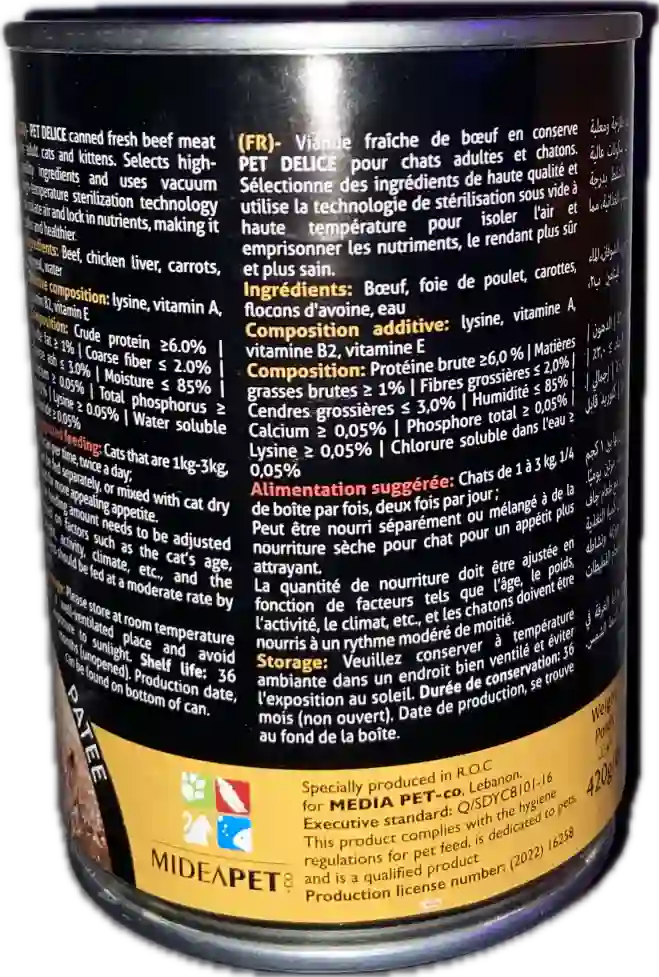 PET DELICE canned fresh beef meat
cats and kittens. Selects high-
ingredients and uses vacuum
temperature sterilization technology
air and lock in nutrients, making it
and healthier.
Beef, chicken liver, carrots,
water
composition: lysine, vitamin A,
B2, vitamin E
Crude protein ≥6.0% |
fat ≥ 1% | Coarse fiber ≤ 2.0% |
ash ≤ 3.0% | Moisture ≤ 85% |
≥ 0.05% | Total phosphorus ≥
| Lysine ≥ 0.05% | Water soluble
≥ 0.05%
feeding: Cats that are 1kg-3kg,
per time, twice a day;
fed separately, or mixed with cat dry
more appealing appetite.
amount needs to be adjusted
on factors such as the cat's age,
activity, climate, etc., and the
should be fed at a moderate rate by
Please store at room temperature
well-ventilated place and avoid
to sunlight. Shelf life: 36
months (unopened). Production date,
can be found on bottom of can.
(FR)- Viande fraîche de bœuf en conserve
PET DELICE pour chats adultes et chatons.
Sélectionne des ingrédients de haute qualité et
utilise la technologie de stérilisation sous vide à
haute température pour isoler l'air et
emprisonner les nutriments, le rendant plus sûr
et plus sain.
Ingrédients: Bœuf, foie de poulet, carottes,
flocons d'avoine, eau
Composition additive: lysine, vitamine A,
vitamine B2, vitamine E
Composition: Protéine brute ≥6,0 % | Matières
grasses brutes ≥ 1% | Fibres grossières ≤ 2,0% |
Cendres grossières ≤ 3,0% | Humidité ≤ 85% |
Calcium ≥ 0,05% | Phosphore total ≥ 0,05% |
Lysine ≥ 0,05% | Chlorure soluble dans l'eau ≥
0,05%
Alimentation suggérée: Chats de 1 à 3 kg, 1/4
de boîte par fois, deux fois par jour;
Peut être nourri séparément ou mélangé à de la
nourriture sèche pour chat pour un appétit plus
attrayant.
La quantité de nourriture doit être ajustée en
fonction de facteurs tels que l'âge, le poids,
l'activité, le climat, etc., et les chatons doivent être
nourris à un rythme modéré de moitié.
Storage: Veuillez conserver à température
ambiante dans un endroit bien ventilé et éviter
l'exposition au soleil. Durée de conservation: 36
mois (non ouvert). Date de production, se trouve
au fond de la boîte.
PATEE
MIDEAPET CO
Specially produced in R.O.C
for MEDIA PET-co, Lebanon.
Executive standard: Q/SDYC8101-16
This product complies with the hygiene
regulations for pet feed, is dedicated to pets
and is a qualified product
Production license number: (2022) 16258
420g